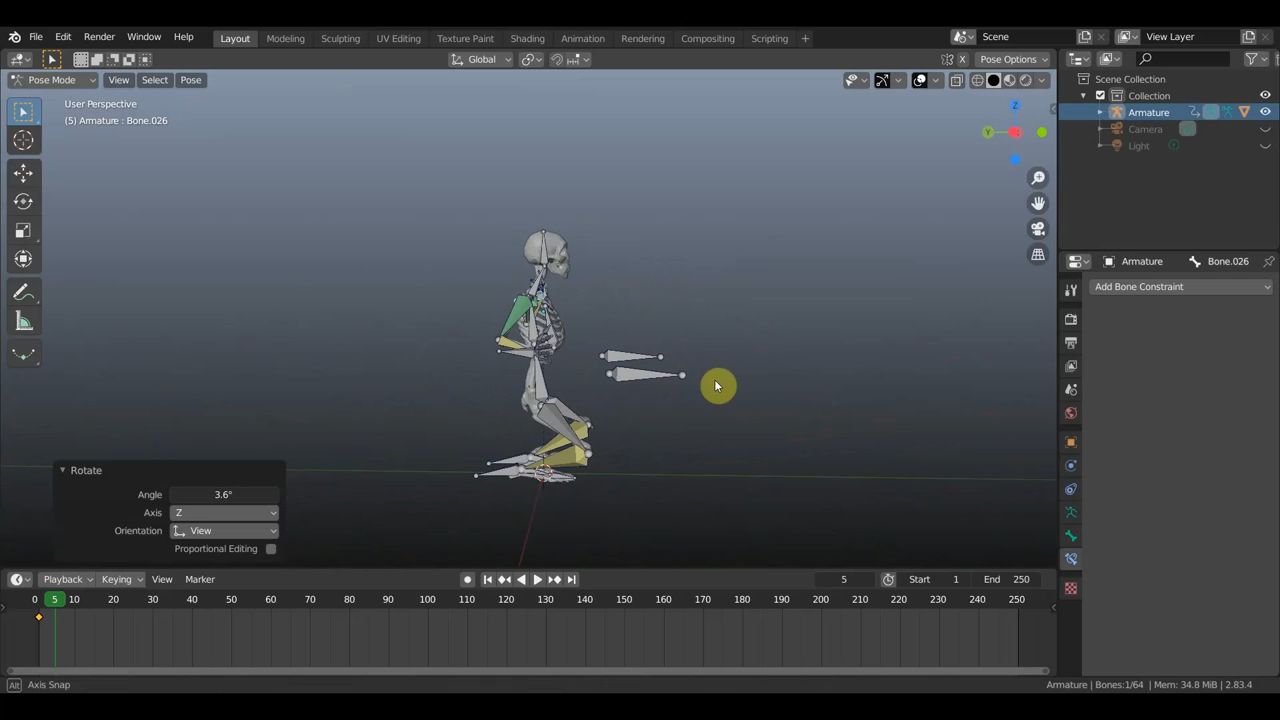 File Edit Render Window Help
Layout Modeling Sculpting UV Editing Texture Paint Shading Animation Rendering Compositing Scripting +
Scene
View Layer
Global
X
Pose Options
Pose Mode View Select Pose
User Perspective
(5) Armature : Bone.026
Z
Y
Scene Collection
Collection
Armature
Camera
Light
Armature
Bone.026
Add Bone Constraint
Rotate
Angle 3.6°
Axis Z
Orientation View
Proportional Editing
Playback Keying View Marker
5
Start 1
End 250
0 5 10 20 30 40 50 60 70 80 90 100 110 120 130 140 150 160 170 180 190 200 210 220 230 240 250
Alt Axis Snap
Armature | Bones:1/64 | Mem: 34.8 MiB | 2.83.4